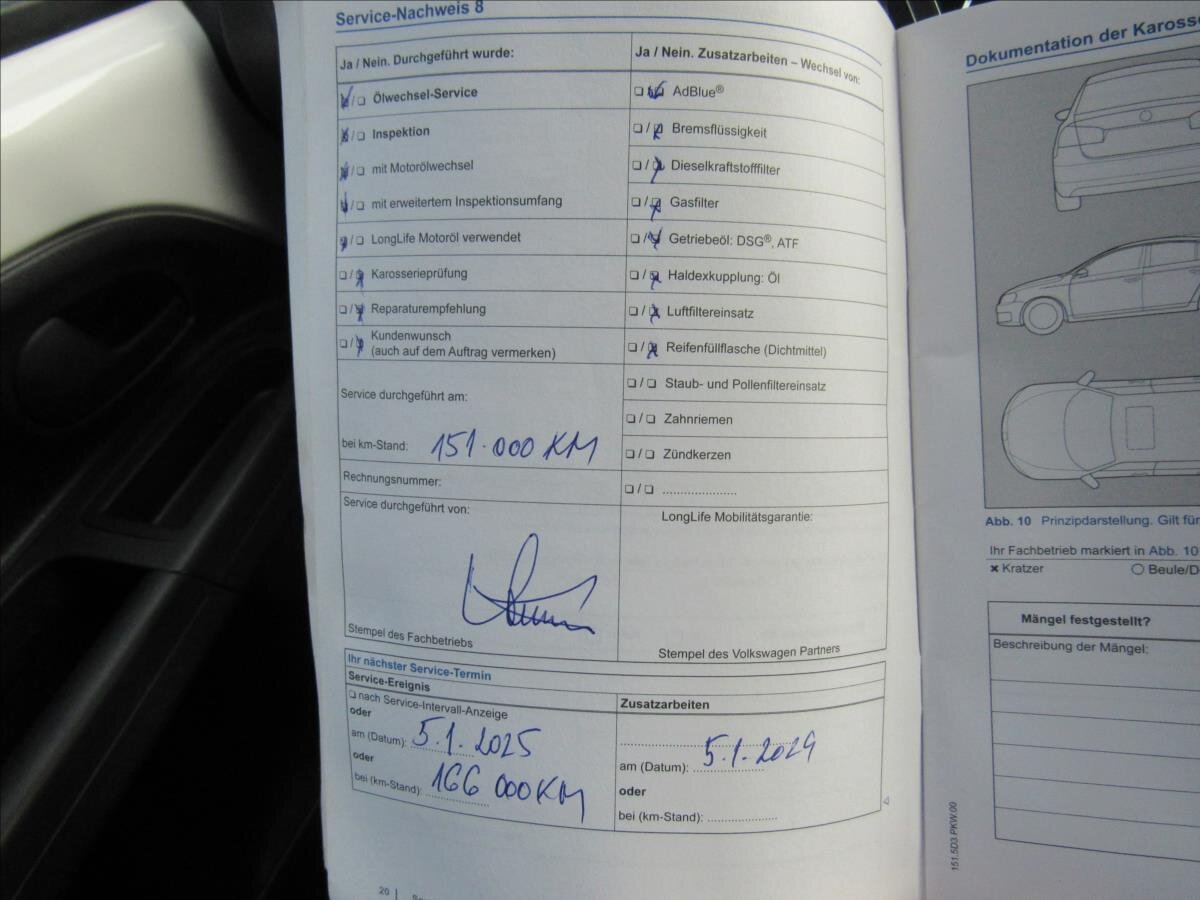 Service-Nachweis 8
Ja / Nein. Durchgeführt wurde:
Ölwechsel-Service
Inspektion
mit Motorölwechsel
mit erweitertem Inspektionsumfang
LongLife Motoröl verwendet
Karosserieprüfung
Reparaturempfehlung
Kundenwunsch
(auch auf dem Auftrag vermerken)
Service durchgeführt am:
bei km-Stand: 151.000 KM
Rechnungsnummer:
Service durchgeführt von:
Stempel des Fachbetriebs
Ja / Nein. Zusatzarbeiten – Wechsel von:
AdBlue®
Bremsflüssigkeit
Dieselkraftstofffilter
Gasfilter
Getriebeöl: DSG®, ATF
Haldexkupplung: Öl
Luftfiltereinsatz
Reifenfüllflasche (Dichtmittel)
Staub- und Pollenfiltereinsatz
Zahnriemen
Zündkerzen
LongLife Mobilitätsgarantie:
Stempel des Volkswagen Partners
Ihr nächster Service-Termin
Service-Ereignis
nach Service-Intervall-Anzeige
oder
am (Datum): 5.1.2025
oder
bei (km-Stand): 166 000KM
Zusatzarbeiten
am (Datum): 5.1.2024
oder
bei (km-Stand):
20
Dokumentation der Karosse
Abb. 10 Prinzipdarstellung. Gilt für
Ihr Fachbetrieb markiert in Abb. 10
Kratzer
Beule/D
Mängel festgestellt?
Beschreibung der Mängel:
151.5D3.PKW.00